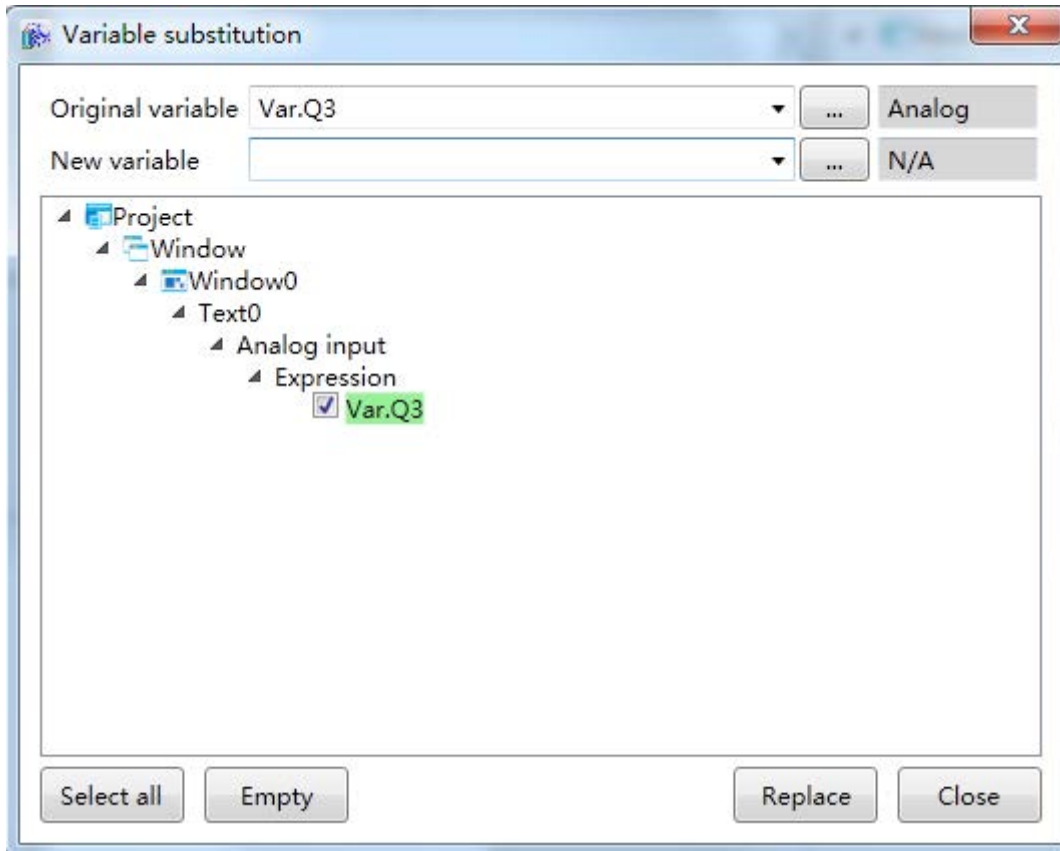 Variable substitution
Original variable Var.Q3 ... Analog
New variable ... N/A
Project
Window
Window0
Text0
Analog input
Expression
Var.Q3
Select all Empty Replace Close